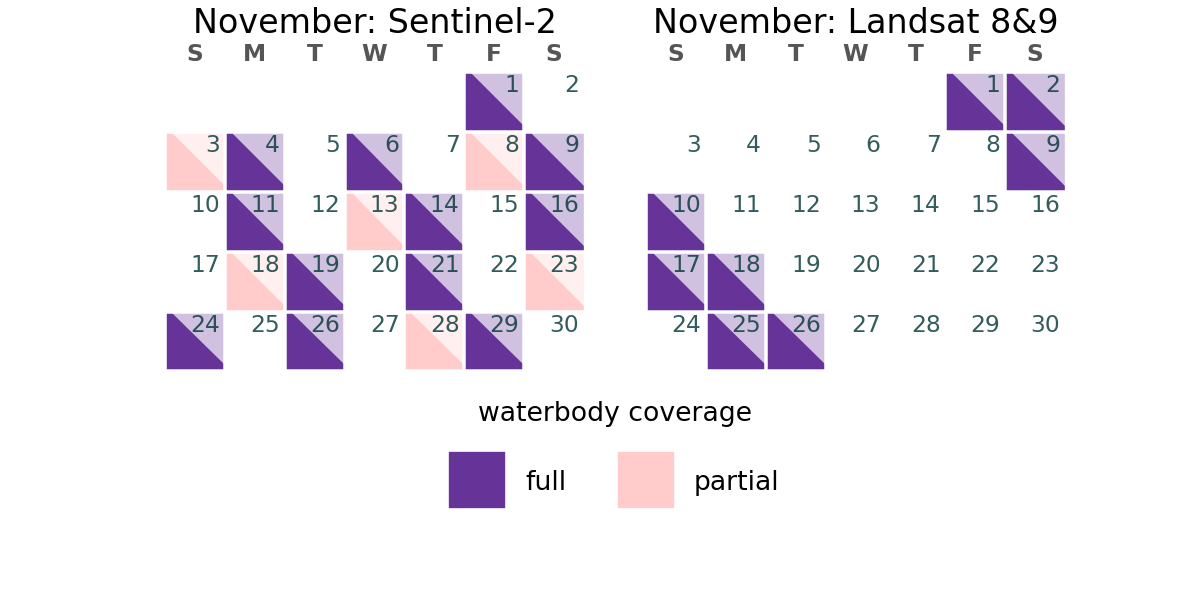 November: Sentinel-2
S M T W T F S
1 2
3 4 5 6 7 8 9
10 11 12 13 14 15 16
17 18 19 20 21 22 23
24 25 26 27 28 29 30
November: Landsat 8&9
S M T W T F S
1 2
3 4 5 6 7 8 9
10 11 12 13 14 15 16
17 18 19 20 21 22 23
24 25 26 27 28 29 30
waterbody coverage
full partial